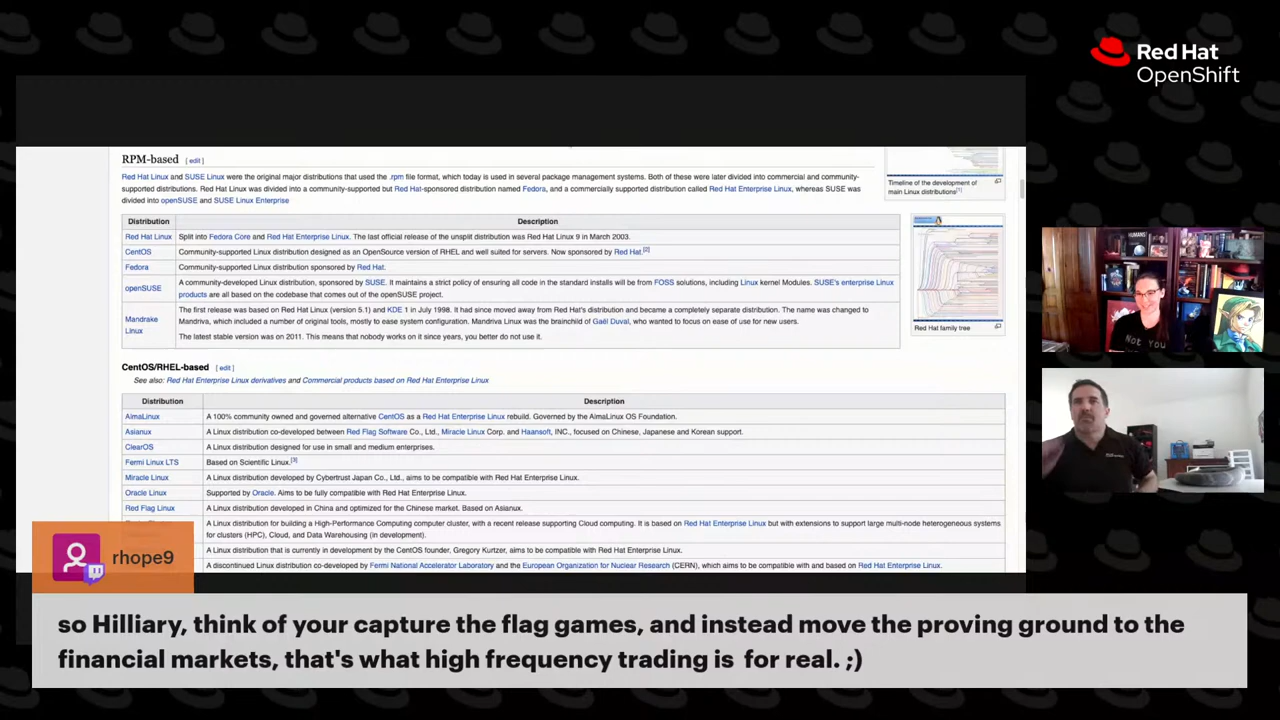 Red Hat
OpenShift
RPM-based [ edit ]
Red Hat Linux and SUSE Linux were the original major distributions that used the .rpm file format, which today is used in several package management systems. Both of these were later divided into commercial and community-
supported distributions. Red Hat Linux was divided into a community-supported but Red Hat-sponsored distribution named Fedora, and a commercially supported distribution called Red Hat Enterprise Linux, whereas SUSE was
divided into openSUSE and SUSE Linux Enterprise
Timeline of the development of
main Linux distributions[1]
Distribution Description
Red Hat Linux Split into Fedora Core and Red Hat Enterprise Linux. The last official release of the unsplit distribution was Red Hat Linux 9 in March 2003.
CentOS Community-supported Linux distribution designed as an OpenSource version of RHEL and well suited for servers. Now sponsored by Red Hat.[2]
Fedora Community-supported Linux distribution sponsored by Red Hat.
openSUSE A community-developed Linux distribution, sponsored by SUSE. It maintains a strict policy of ensuring all code in the standard installs will be from FOSS solutions, including Linux kernel Modules. SUSE's enterprise Linux
products are all based on the codebase that comes out of the openSUSE project.
Mandrake
Linux
The first release was based on Red Hat Linux (version 5.1) and KDE 1 in July 1998. It had since moved away from Red Hat's distribution and became a completely separate distribution. The name was changed to
Mandriva, which included a number of original tools, mostly to ease system configuration. Mandriva Linux was the brainchild of Gaël Duval, who wanted to focus on ease of use for new users.
The latest stable version was on 2011. This means that nobody works on it since years, you better do not use it.
Red Hat family tree
CentOS/RHEL-based [ edit ]
See also: Red Hat Enterprise Linux derivatives and Commercial products based on Red Hat Enterprise Linux
Distribution Description
AlmaLinux A 100% community owned and governed alternative CentOS as a Red Hat Enterprise Linux rebuild. Governed by the AlmaLinux OS Foundation.
Asianux A Linux distribution co-developed between Red Flag Software Co., Ltd., Miracle Linux Corp. and Haansoft, INC., focused on Chinese, Japanese and Korean support.
ClearOS A Linux distribution designed for use in small and medium enterprises.
Fermi Linux LTS Based on Scientific Linux.[3]
Miracle Linux A Linux distribution developed by Cybertrust Japan Co., Ltd., aims to be compatible with Red Hat Enterprise Linux.
Oracle Linux Supported by Oracle. Aims to be fully compatible with Red Hat Enterprise Linux.
Red Flag Linux A Linux distribution developed in China and optimized for the Chinese market. Based on Asianux.
A Linux distribution for building a High-Performance Computing computer cluster, with a recent release supporting Cloud computing. It is based on Red Hat Enterprise Linux but with extensions to support large multi-node heterogeneous systems
for clusters (HPC), Cloud, and Data Warehousing (in development).
A Linux distribution that is currently in development by the CentOS founder, Gregory Kurtzer, aims to be compatible with Red Hat Enterprise Linux.
A discontinued Linux distribution co-developed by Fermi National Accelerator Laboratory and the European Organization for Nuclear Research (CERN), which aims to be compatible with and based on Red Hat Enterprise Linux.
HUMANS
NOT YOU
rhope9
so Hilliary, think of your capture the flag games, and instead move the proving ground to the
financial markets, that's what high frequency trading is for real. ;)